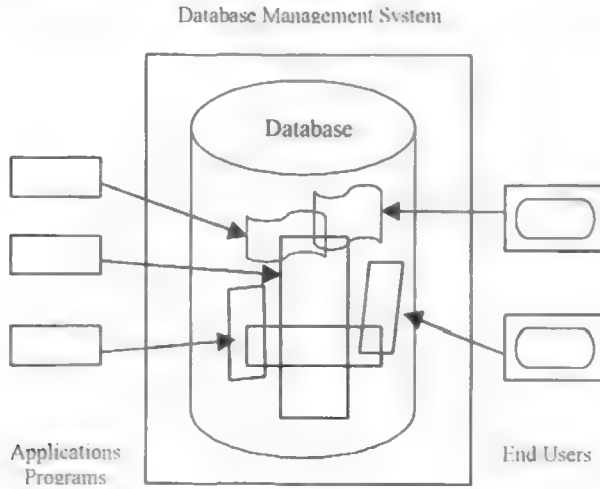 Database Management System
Database
Applications
Programs
End Users